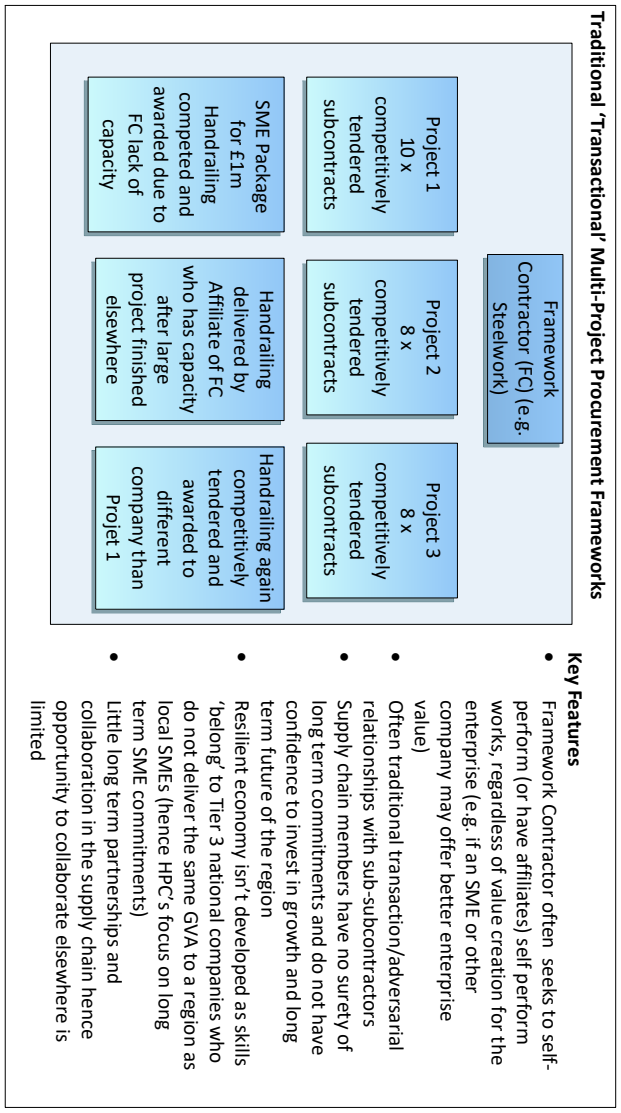 Traditional ‘Transactional’ Multi-Project Procurement Frameworks
Framework
Contractor (FC) (e.g.
Steelwork)
Project 1
10 x
competitively
tendered
subcontracts
Project 2
8 x
competitively
tendered
subcontracts
Project 3
8 x
competitively
tendered
subcontracts
SME Package
for £1m
Handrailing
competed and
awarded due to
FC lack of
capacity
Handrailing
delivered by
Affiliate of FC
who has capacity
after large
project finished
elsewhere
Handrailing again
competitively
tendered and
awarded to
different
company than
Projet 1
Key Features
• Framework Contractor often seeks to self-
perform (or have affiliates) self perform
works, regardless of value creation for the
enterprise (e.g. if an SME or other
company may offer better enterprise
value)
• Often traditional transaction/adversarial
relationships with sub-subcontractors
• Supply chain members have no surety of
long term commitments and do not have
confidence to invest in growth and long
term future of the region
• Resilient economy isn’t developed as skills
‘belong’ to Tier 3 national companies who
do not deliver the same GVA to a region as
local SMEs (hence HPC’s focus on long
term SME commitments)
• Little long term partnerships and
collaboration in the supply chain hence
opportunity to collaborate elsewhere is
limited